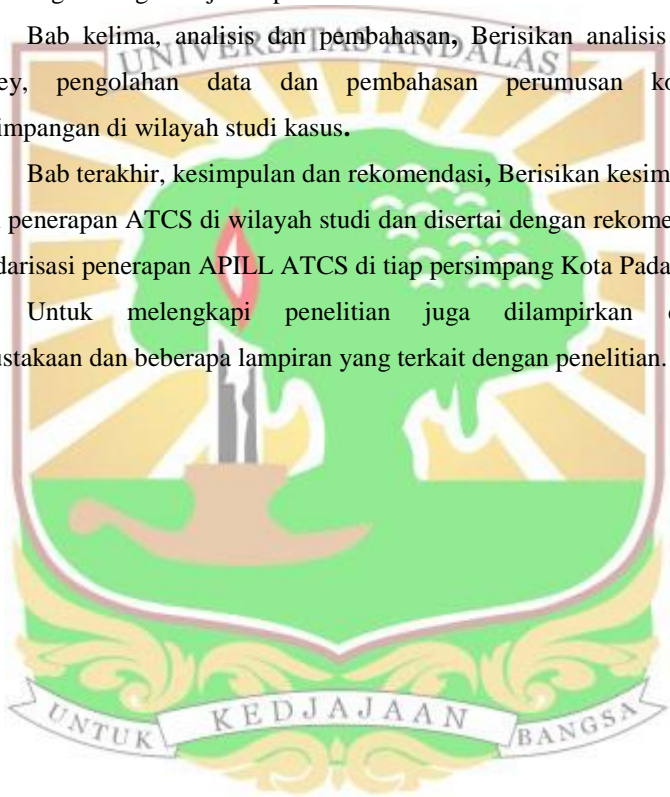 Bab kelima, analisis dan pembahasan, Berisikan analisis
ey, pengolahan data dan pembahasan perumusan ko
impangan di wilayah studi kasus.
Bab terakhir, kesimpulan dan rekomendasi, Berisikan kesim
penerapan ATCS di wilayah studi dan disertai dengan rekome
darisasi penerapan APILL ATCS di tiap persimpang Kota Pada
Untuk melengkapi penelitian juga dilampirkan
ustakaan dan beberapa lampiran yang terkait dengan penelitian.
UNIVERSITAS ANDALAS
UNTUK KEDJAJAAN BANGSA